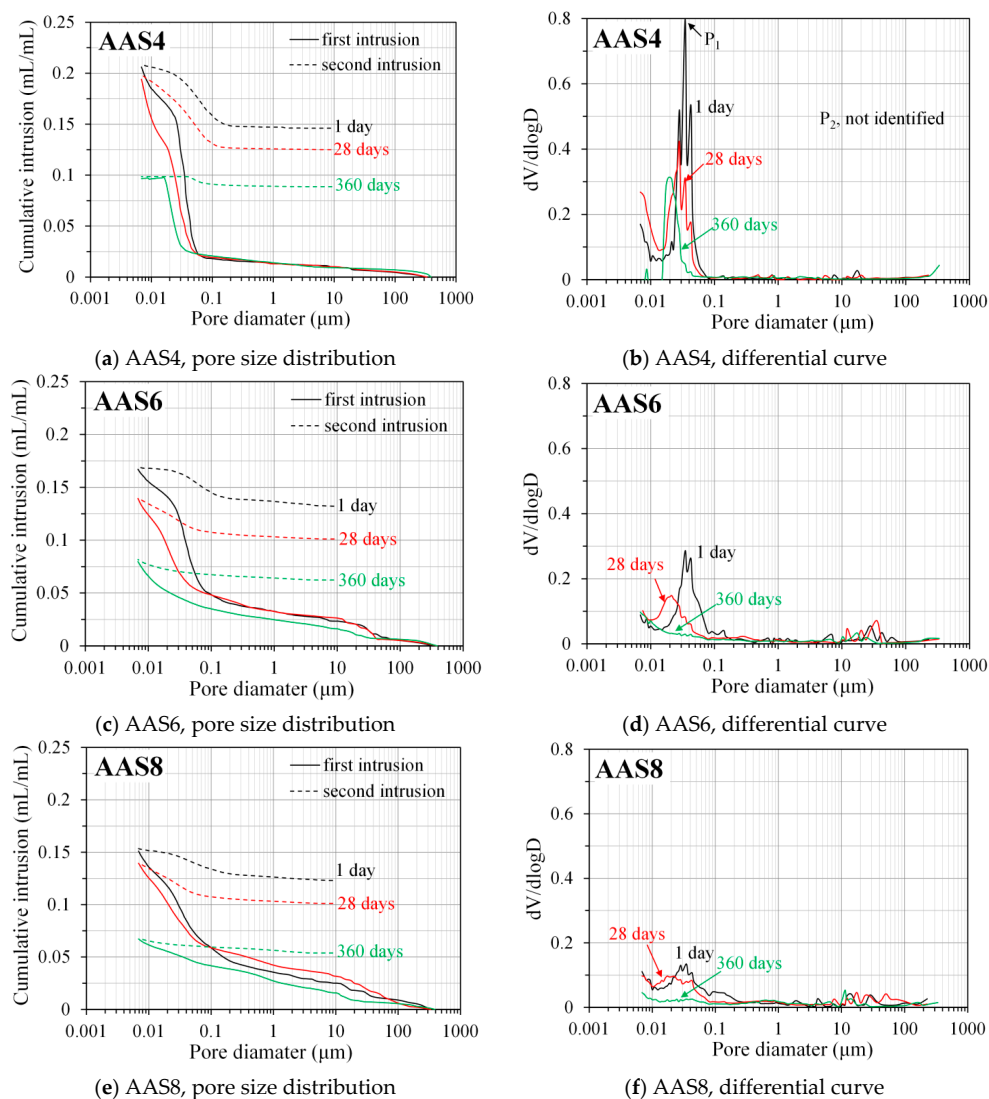 AAS4
first intrusion
second intrusion
1 day
28 days
360 days
Cumulative intrusion (mL/mL)
0.25
0.2
0.15
0.1
0.05
0
0.001 0.01 0.1 1 10 100 1000
Pore diamater (μm)
(a) AAS4, pore size distribution
AAS4
P1
1 day
P2, not identified
28 days
360 days
dV/dlogD
0.8
0.6
0.4
0.2
0
0.001 0.01 0.1 1 10 100 1000
Pore diamater (μm)
(b) AAS4, differential curve
AAS6
first intrusion
second intrusion
1 day
28 days
360 days
Cumulative intrusion (mL/mL)
0.25
0.2
0.15
0.1
0.05
0
0.001 0.01 0.1 1 10 100 1000
Pore diamater (μm)
(c) AAS6, pore size distribution
AAS6
1 day
28 days
360 days
dV/dlogD
0.8
0.6
0.4
0.2
0
0.001 0.01 0.1 1 10 100 1000
Pore diamater (μm)
(d) AAS6, differential curve
AAS8
first intrusion
second intrusion
1 day
28 days
360 days
Cumulative intrusion (mL/mL)
0.25
0.2
0.15
0.1
0.05
0
0.001 0.01 0.1 1 10 100 1000
Pore diamater (μm)
(e) AAS8, pore size distribution
AAS8
28 days
1 day
360 days
dV/dlogD
0.8
0.6
0.4
0.2
0
0.001 0.01 0.1 1 10 100 1000
Pore diamater (μm)
(f) AAS8, differential curve